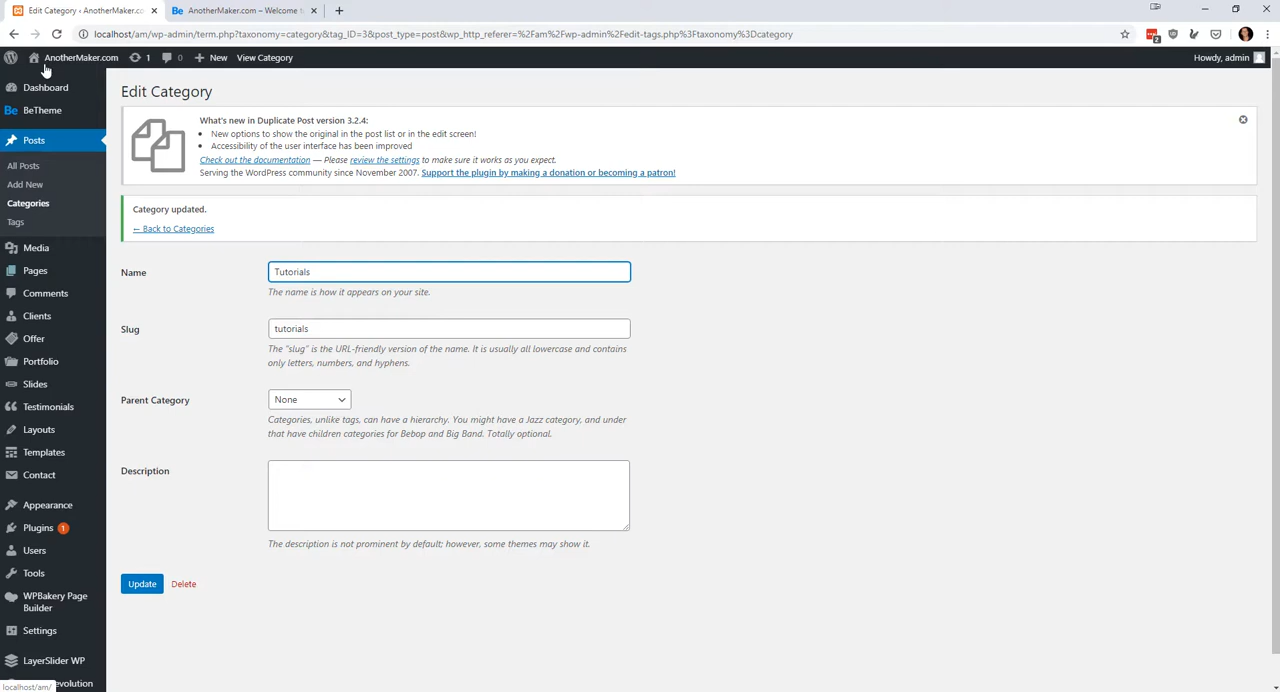 Edit Category ‹ AnotherMaker.com
Be AnotherMaker.com – Welcome t
localhost/am/wp-admin/term.php?taxonomy=category&tag_ID=3&post_type=post&wp_http_referer=%2Fam%2Fwp-admin%2Fedit-tags.php%3Ftaxonomy%3Dcategory
2
AnotherMaker.com 1 0 New View Category Howdy, admin
Dashboard
Be BeTheme
Posts
All Posts
Add New
Categories
Tags
Media
Pages
Comments
Clients
Offer
Portfolio
Slides
Testimonials
Layouts
Templates
Contact
Appearance
Plugins 1
Users
Tools
WPBakery Page
Builder
Settings
LayerSlider WP
evolution
localhost/am/
Edit Category
What's new in Duplicate Post version 3.2.4:
New options to show the original in the post list or in the edit screen!
Accessibility of the user interface has been improved
Check out the documentation — Please review the settings to make sure it works as you expect.
Serving the WordPress community since November 2007. Support the plugin by making a donation or becoming a patron!
Category updated.
← Back to Categories
Name
Tutorials
The name is how it appears on your site.
Slug
tutorials
The "slug" is the URL-friendly version of the name. It is usually all lowercase and contains
only letters, numbers, and hyphens.
Parent Category
None
Categories, unlike tags, can have a hierarchy. You might have a Jazz category, and under
that have children categories for Bebop and Big Band. Totally optional.
Description
The description is not prominent by default; however, some themes may show it.
Update Delete